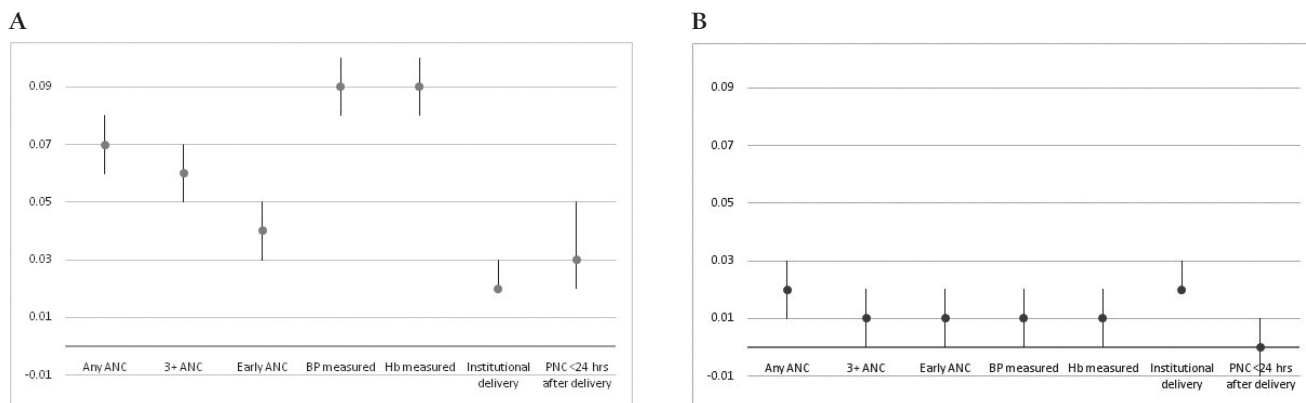 A
0.09
0.07
0.05
0.03
0.01
-0.01
Any ANC
3+ ANC
Early ANC
BP measured
Hb measured
Institutional
delivery
PNC <24 hrs
after delivery
B
0.09
0.07
0.05
0.03
0.01
-0.01
Any ANC
3+ ANC
Early ANC
BP measured
Hb measured
Institutional
delivery
PNC <24 hrs
after delivery